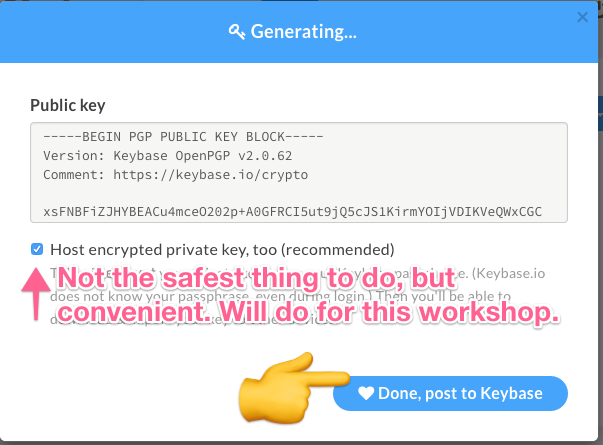 Generating...
Public key
-----BEGIN PGP PUBLIC KEY BLOCK-----
Version: Keybase OpenPGP v2.0.62
Comment: https://keybase.io/crypto
xsFNBFiZJHYBEACu4mceO202p+A0GFRCI5ut9jQ5cJS1KirmYOIjVDIKVeQWxCGC
Host encrypted private key, too (recommended)
Not the safest thing to do, but
convenient. Will do for this workshop.
(Keybase.io
does not know your passphrase, even during login.) Then you'll be able to
Done, post to Keybase